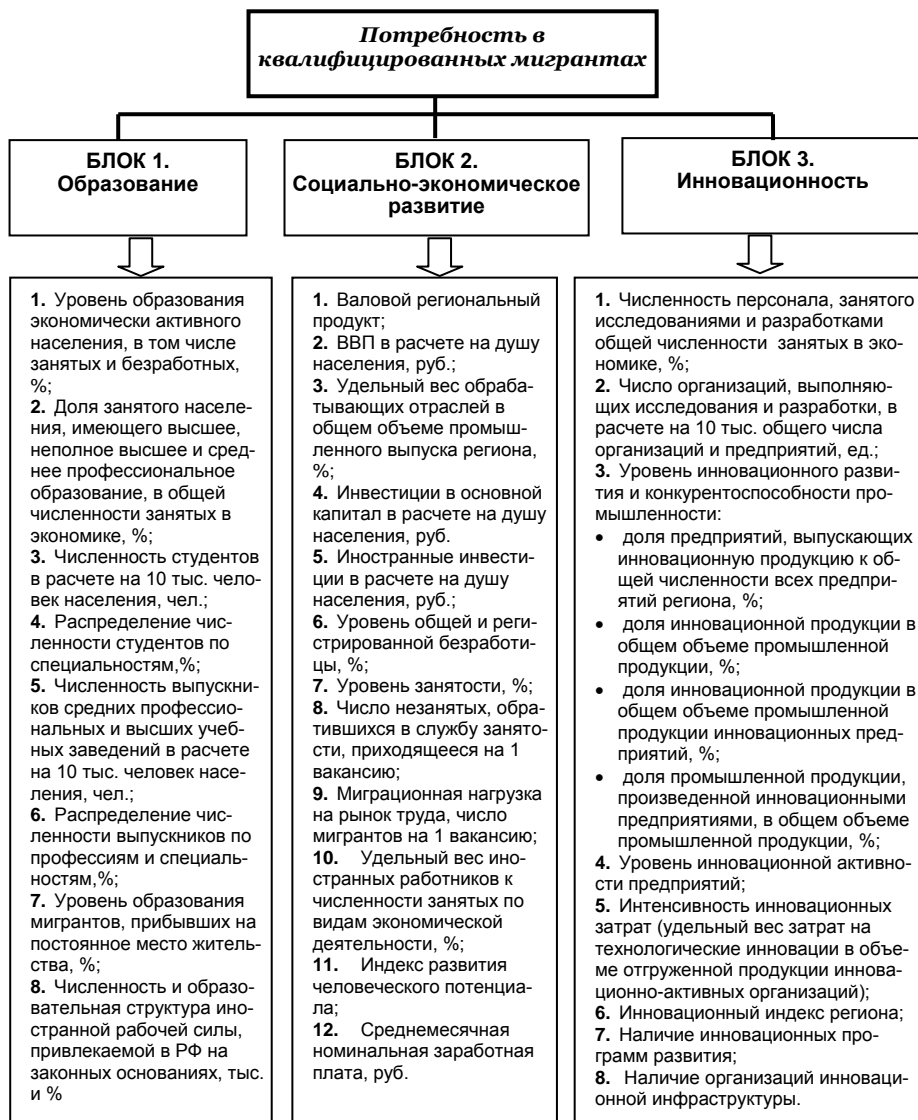 Потребность в
квалифицированных мигрантах
БЛОК 1.
Образование
БЛОК 2.
Социально-экономическое
развитие
БЛОК 3.
Инновационность
1. Уровень образования
экономически активного
населения, в том числе
занятых и безработных,
%;
2. Доля занятого населе-
ния, имеющего высшее,
неполное высшее и сред-
нее профессиональное
образование, в общей
численности занятых в
экономике, %;
3. Численность студентов
в расчете на 10 тыс. чело-
век населения, чел.;
4. Распределение чис-
ленности студентов по
специальностям,%;
5. Численность выпускни-
ков средних профессио-
нальных и высших учеб-
ных заведений в расчете
на 10 тыс. человек насе-
ления, чел.;
6. Распределение чис-
ленности выпускников по
профессиям и специаль-
ностям,%;
7. Уровень образования
мигрантов, прибывших на
постоянное место житель-
ства, %;
8. Численность и образо-
вательная структура ино-
странной рабочей силы,
привлекаемой в РФ на
законных основаниях, тыс.
и %
1. Валовой региональный
продукт;
2. ВВП в расчете на душу
населения, руб.;
3. Удельный вес обраба-
тывающих отраслей в
общем объеме промыш-
ленного выпуска региона,
%;
4. Инвестиции в основной
капитал в расчете на душу
населения, руб.
5. Иностранные инвести-
ции в расчете на душу
населения, руб.;
6. Уровень общей и реги-
стрированной безработи-
цы, %;
7. Уровень занятости, %;
8. Число незанятых, обра-
тившихся в службу занято-
сти, приходящееся на 1
вакансию;
9. Миграционная нагрузка
на рынок труда, число
мигрантов на 1 вакансию;
10. Удельный вес ино-
странных работников к
численности занятых по
видам экономической
деятельности, %;
11. Индекс развития
человеческого потенциа-
ла;
12. Среднемесячная
номинальная заработная
плата, руб.
1. Численность персонала, занятого
исследованиями и разработками
общей численности занятых в эко-
номике, %;
2. Число организаций, выполняю-
щих исследования и разработки, в
расчете на 10 тыс. общего числа
организаций и предприятий, ед.;
3. Уровень инновационного разви-
тия и конкурентоспособности про-
мышленности:
• доля предприятий, выпускающих
инновационную продукцию к об-
щей численности всех предпри-
ятий региона, %;
• доля инновационной продукции в
общем объеме промышленной
продукции, %;
• доля инновационной продукции в
общем объеме промышленной
продукции инновационных пред-
приятий, %;
• доля промышленной продукции,
произведенной инновационными
предприятиями, в общем объеме
промышленной продукции, %;
4. Уровень инновационной активно-
сти предприятий;
5. Интенсивность инновационных
затрат (удельный вес затрат на
технологические инновации в объе-
ме отгруженной продукции иннова-
ционно-активных организаций);
6. Инновационный индекс региона;
7. Наличие инновационных про-
грамм развития;
8. Наличие организаций инноваци-
онной инфраструктуры.